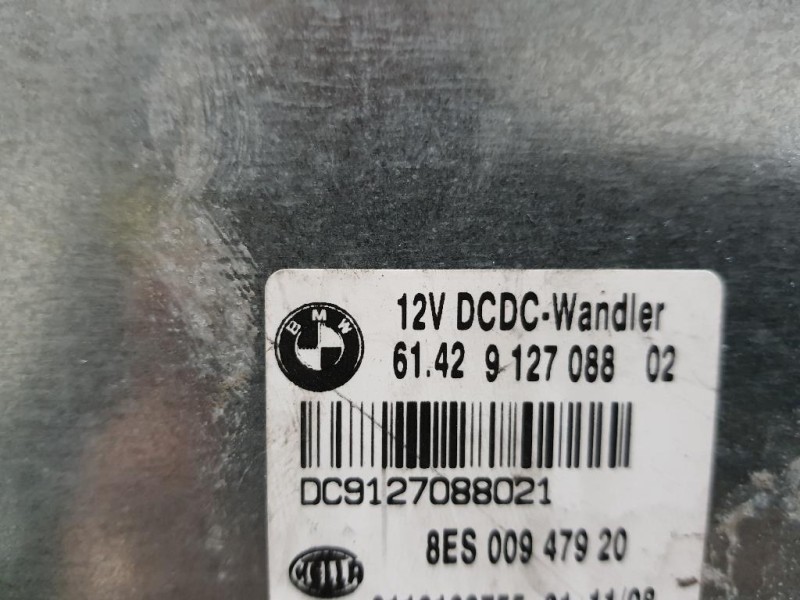 BMW
12V DCDC-Wandler
61.42 9 127 088 02
DC9127088021
8ES 009 479 20
HELLA